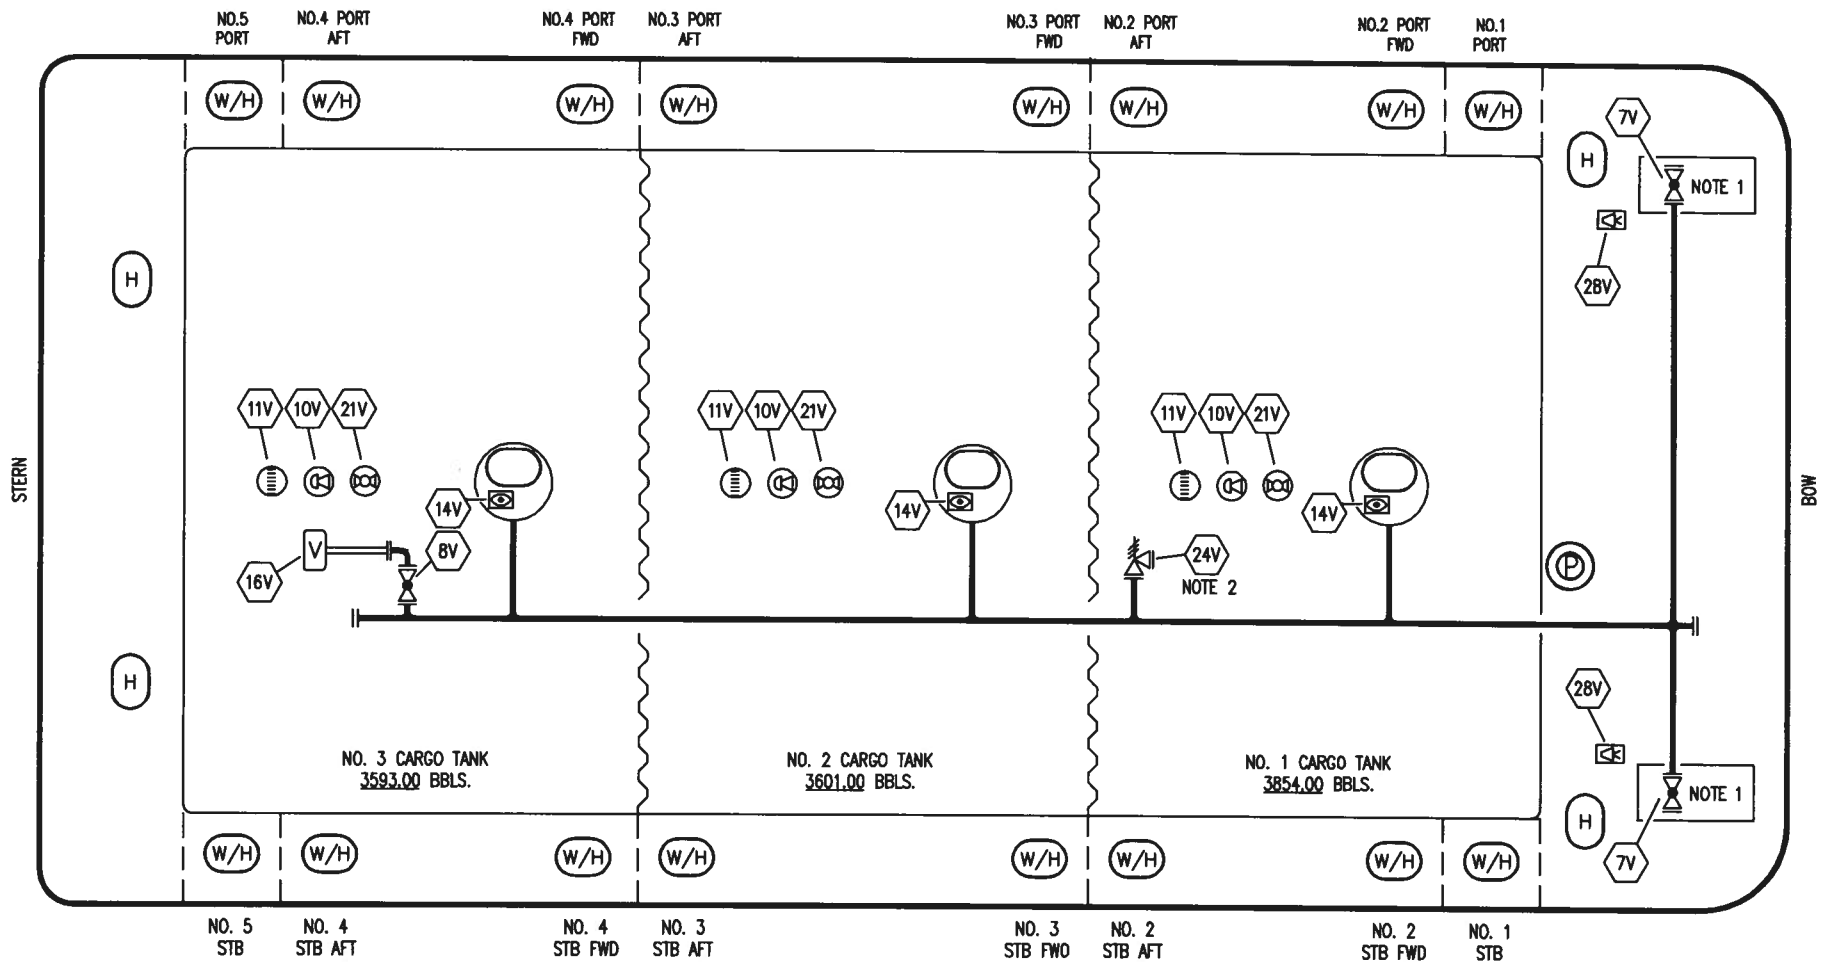 NO.5
PORT
NO.4 PORT
AFT
NO.4 PORT
FWD
NO.3 PORT
AFT
NO.3 PORT
FWD
NO.2 PORT
AFT
NO.2 PORT
FWD
NO.1
PORT
W/H
W/H
W/H
W/H
W/H
W/H
W/H
W/H
7V
H
NOTE 1
28V
H
STERN
BOW
11V
10V
21V
11V
10V
21V
11V
10V
21V
14V
14V
14V
V
8V
16V
24V
NOTE 2
P
H
28V
NO. 3 CARGO TANK
3593.00 BBLS.
NO. 2 CARGO TANK
3601.00 BBLS.
NO. 1 CARGO TANK
3854.00 BBLS.
NOTE 1
H
7V
W/H
W/H
W/H
W/H
W/H
W/H
W/H
W/H
NO. 5
STB
NO. 4
STB AFT
NO. 4
STB FWD
NO. 3
STB AFT
NO. 3
STB FWO
NO. 2
STB AFT
NO. 2
STB FWD
NO. 1
STB